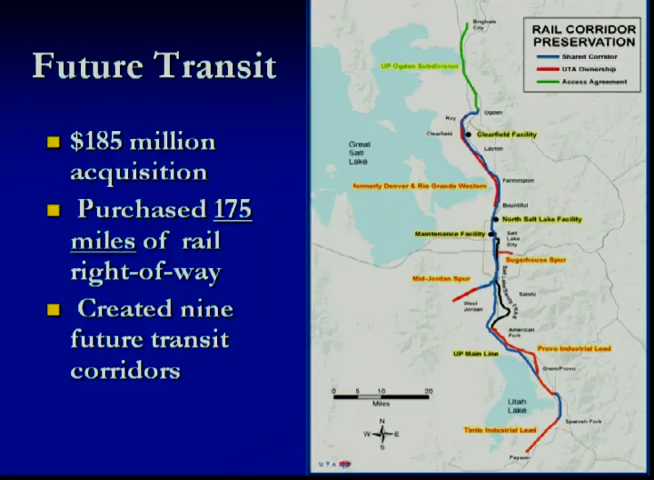 Future Transit
$185 million
acquisition
Purchased 175
miles of rail
right-of-way
Created nine
future transit
corridors
RAIL CORRIDOR
PRESERVATION
Shared Corridor
UTA Ownership
Access Agreement
Brigham
City
UP Ogden Subdivision
Ogden
Roy
Clearfield
Clearfield Facility
Layton
Great
Salt
Lake
Farmington
formerly Denver & Rio Grande Western
Bountiful
North Salt Lake Facility
Maintenance Facility
Salt
Lake
City
Sugarhouse Spur
Mid-Jordan Spur
Sandy
West
Jordan
American
Fork
Provo Industrial Lead
UP Main Line
Orem/Provo
0 5 10 20
Miles
Utah
Lake
N
W E
S
Spanish Fork
Tintic Industrial Lead
Payson
UTA